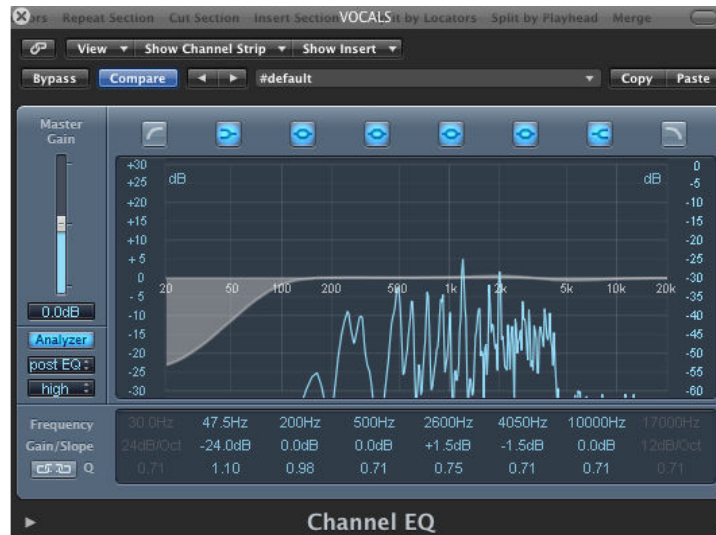 ors Repeat Section Cut Section Insert Section VOCALS it by Locators Split by Playhead Merge
View Show Channel Strip Show Insert
Bypass Compare #default Copy Paste
Master
Gain
+30 0
+25 dB dB -5
+20 -10
+15 -15
+10 -20
+5 -25
0 -30
20 50 100 200 500 1k 2k 5k 10k 20k
-5 -35
0.0dB -10 -40
Analyzer -15 -45
post EQ -20 -50
-25 -55
high -30 -60
Frequency 30.0Hz 47.5Hz 200Hz 500Hz 2600Hz 4050Hz 10000Hz 17000Hz
Gain/Slope 24dB/Oct -24.0dB 0.0dB 0.0dB +1.5dB -1.5dB 0.0dB 12dB/Oct
Q 0.71 1.10 0.98 0.71 0.75 0.71 0.71 0.71
Channel EQ